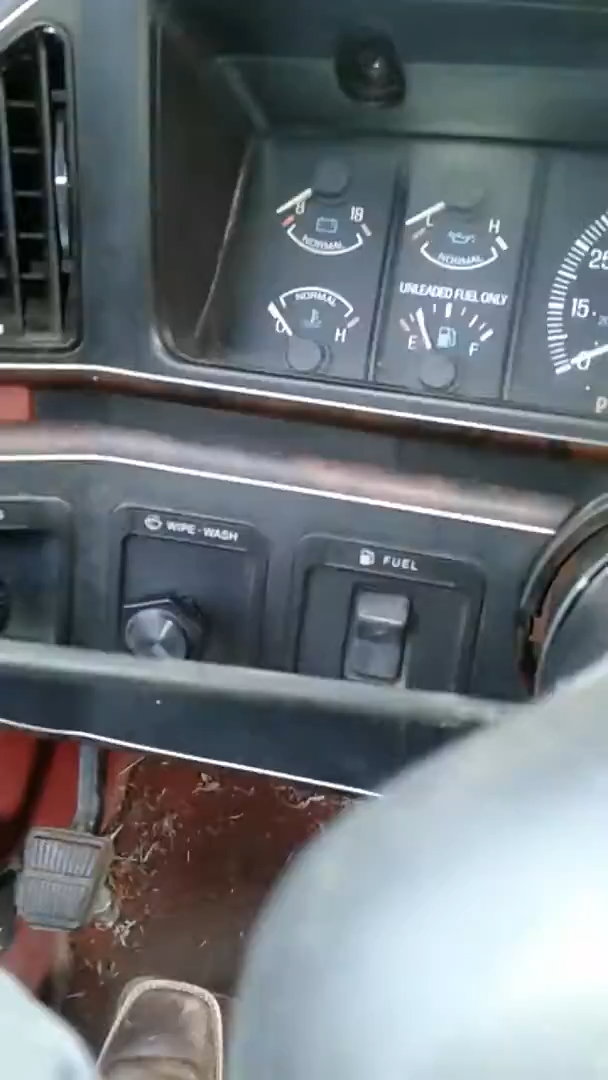 8 18
NORMAL
L H
NORMAL
NORMAL
C H
UNLEADED FUEL ONLY
E F
25
15
0
P
WIPE-WASH
FUEL